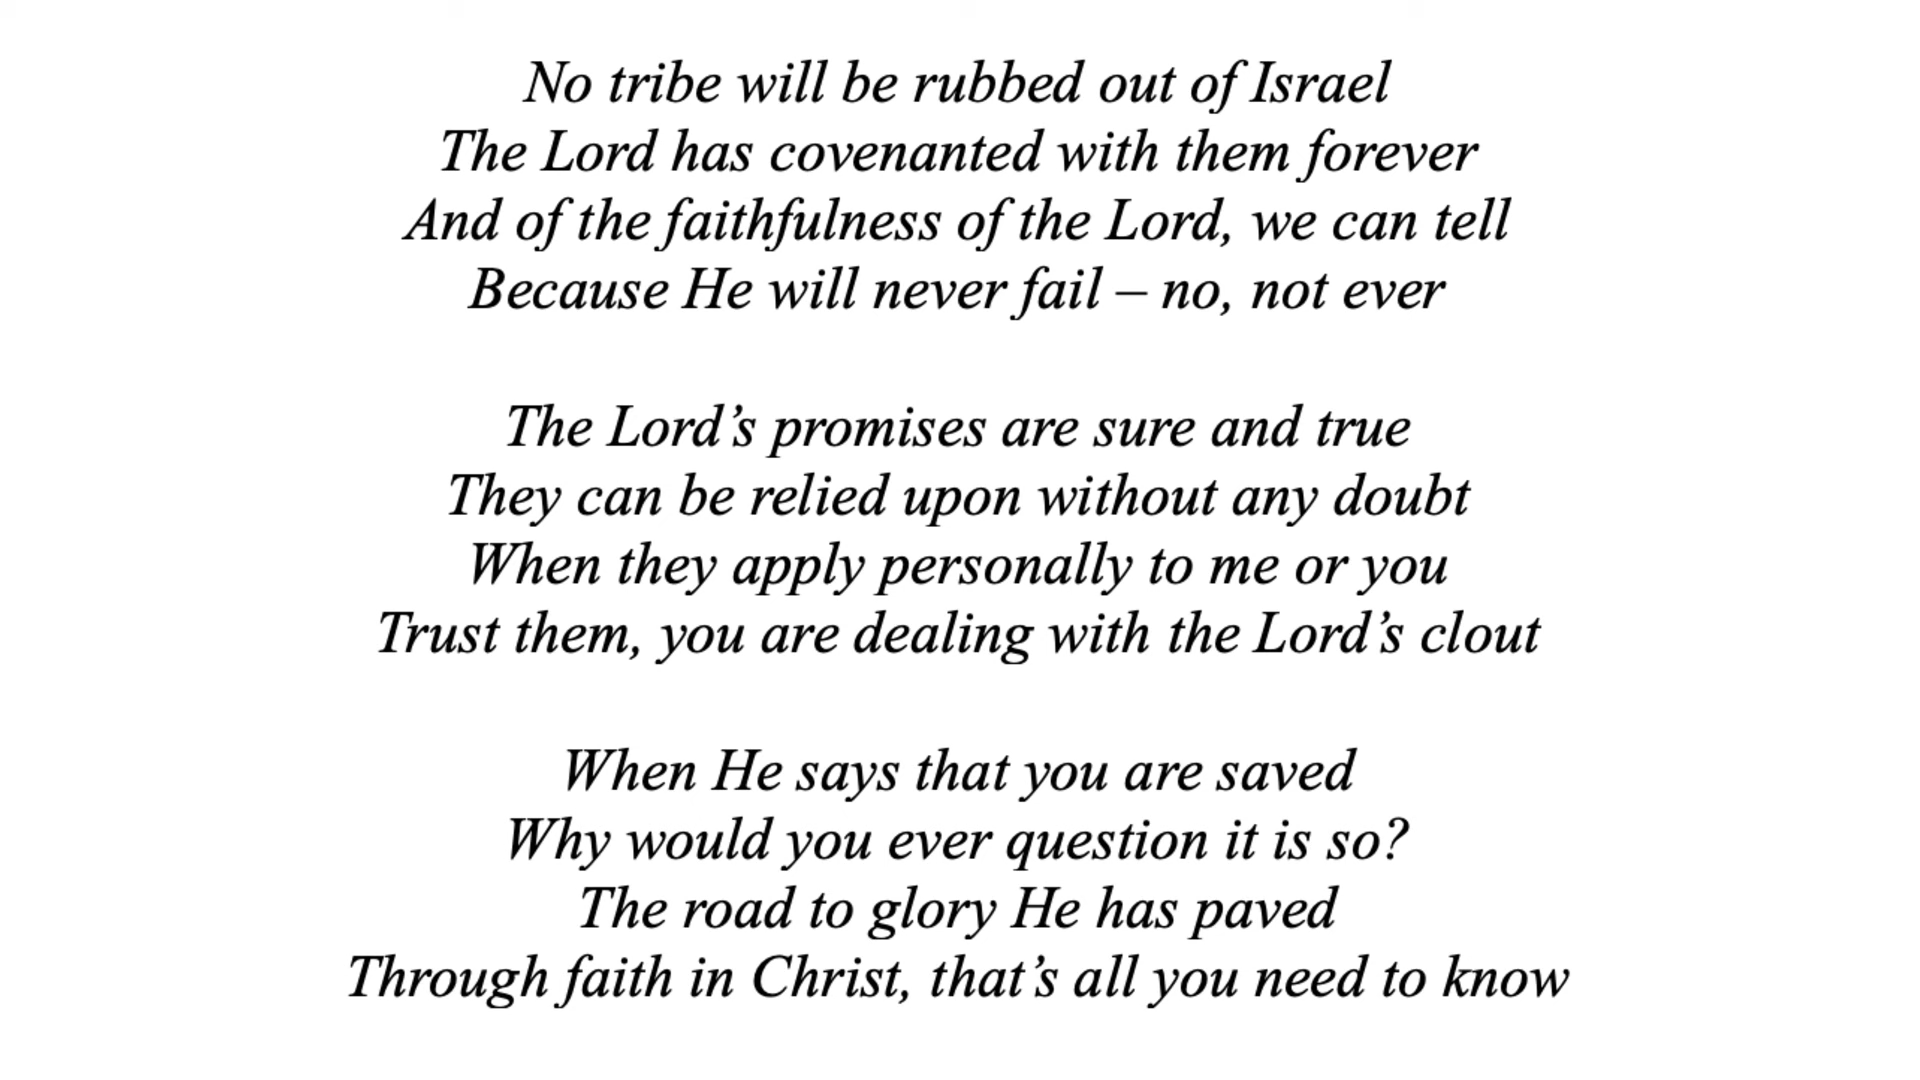 No tribe will be rubbed out of Israel
The Lord has covenanted with them forever
And of the faithfulness of the Lord, we can tell
Because He will never fail – no, not ever
The Lord’s promises are sure and true
They can be relied upon without any doubt
When they apply personally to me or you
Trust them, you are dealing with the Lord’s clout
When He says that you are saved
Why would you ever question it is so?
The road to glory He has paved
Through faith in Christ, that’s all you need to know